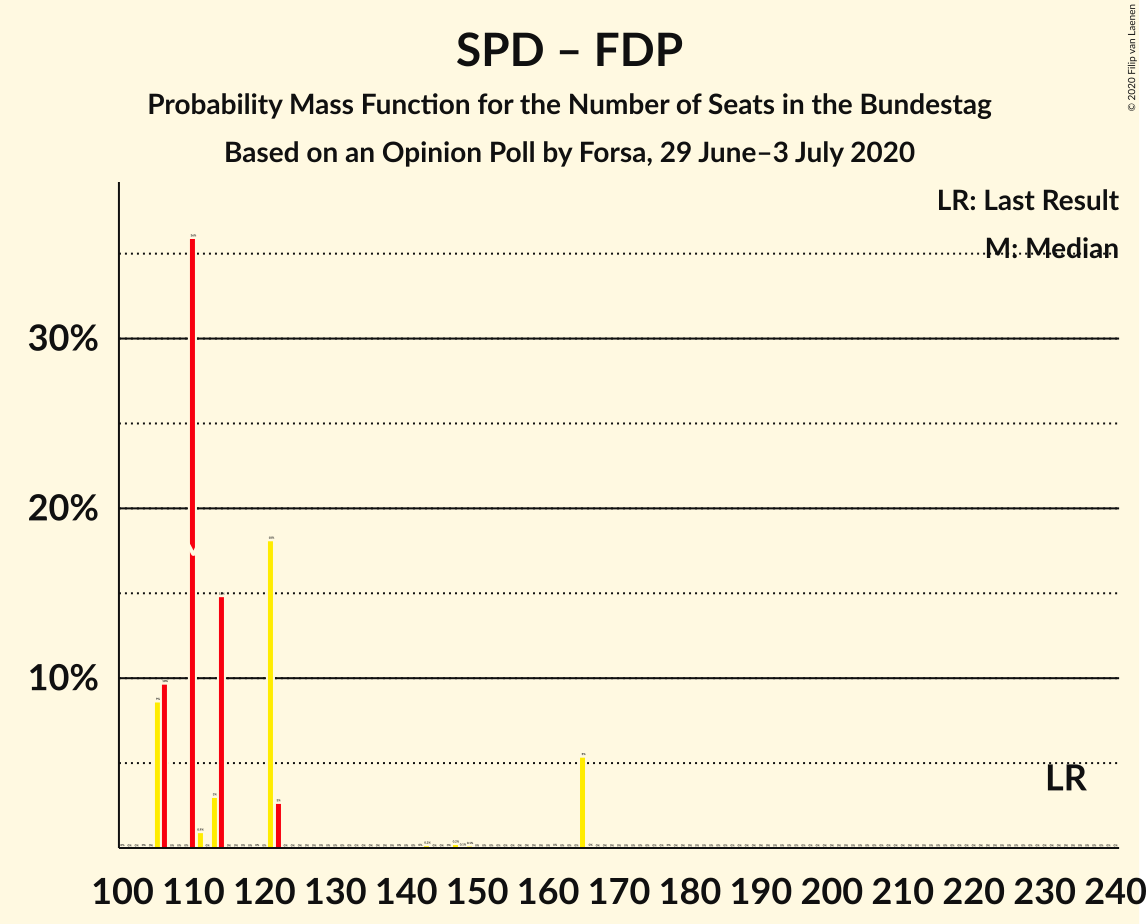 SPD – FDP
Probability Mass Function for the Number of Seats in the Bundestag
Based on an Opinion Poll by Forsa, 29 June–3 July 2020
© 2020 Filip van Laenen
LR: Last Result
M: Median
30%
20%
10%
LR
100 110 120 130 140 150 160 170 180 190 200 210 220 230 240